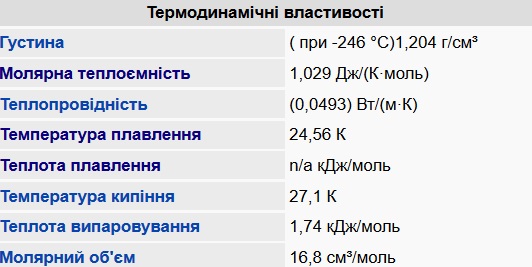 Термодинамічні властивості
Густина ( при -246 °C)1,204 г/см³
Молярна теплоємність 1,029 Дж/(К·моль)
Теплопровідність (0,0493) Вт/(м·К)
Температура плавлення 24,56 К
Теплота плавлення n/a кДж/моль
Температура кипіння 27,1 К
Теплота випаровування 1,74 кДж/моль
Молярний об'єм 16,8 см³/моль